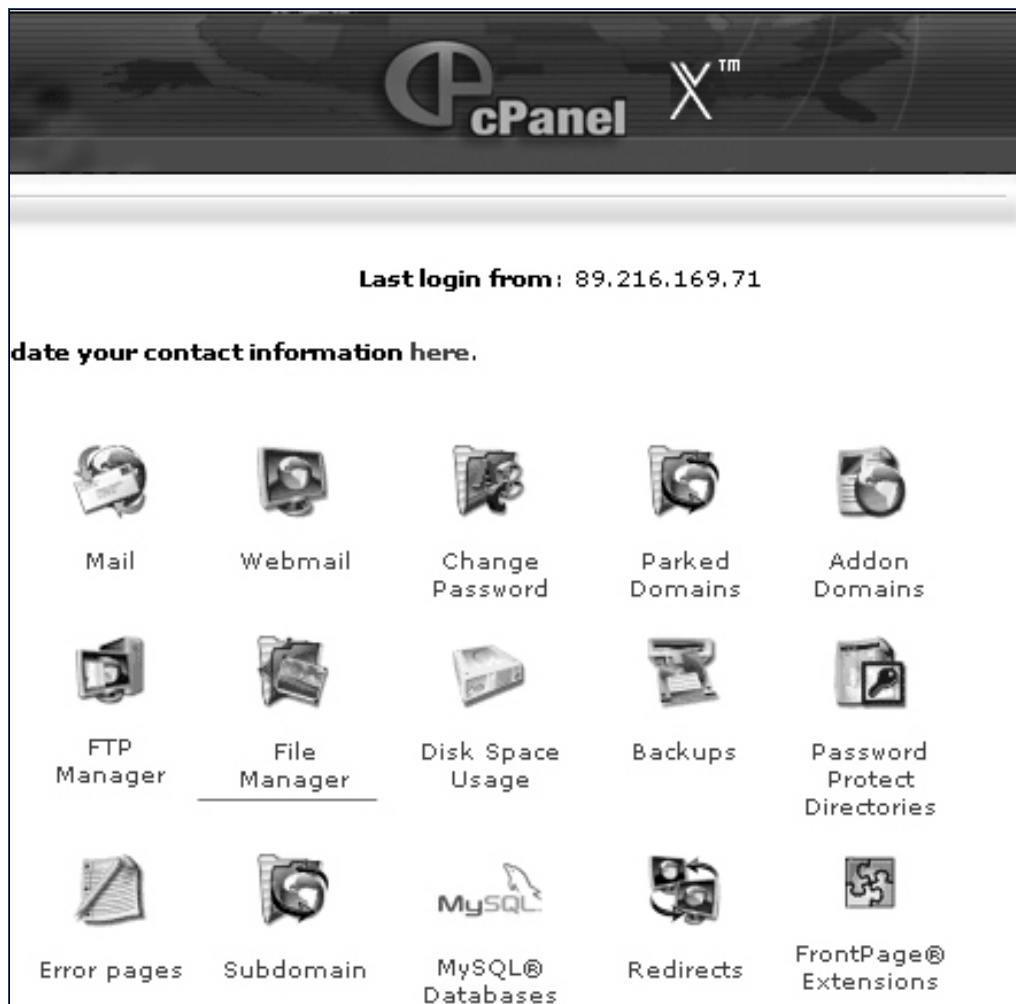 cPanel X™
Last login from: 89.216.169.71
date your contact information here.
Mail
Webmail
Change
Password
Parked
Domains
Addon
Domains
FTP
Manager
File
Manager
Disk Space
Usage
Backups
Password
Protect
Directories
Error pages
Subdomain
MySQL
MySQL®
Databases
Redirects
FrontPage®
Extensions